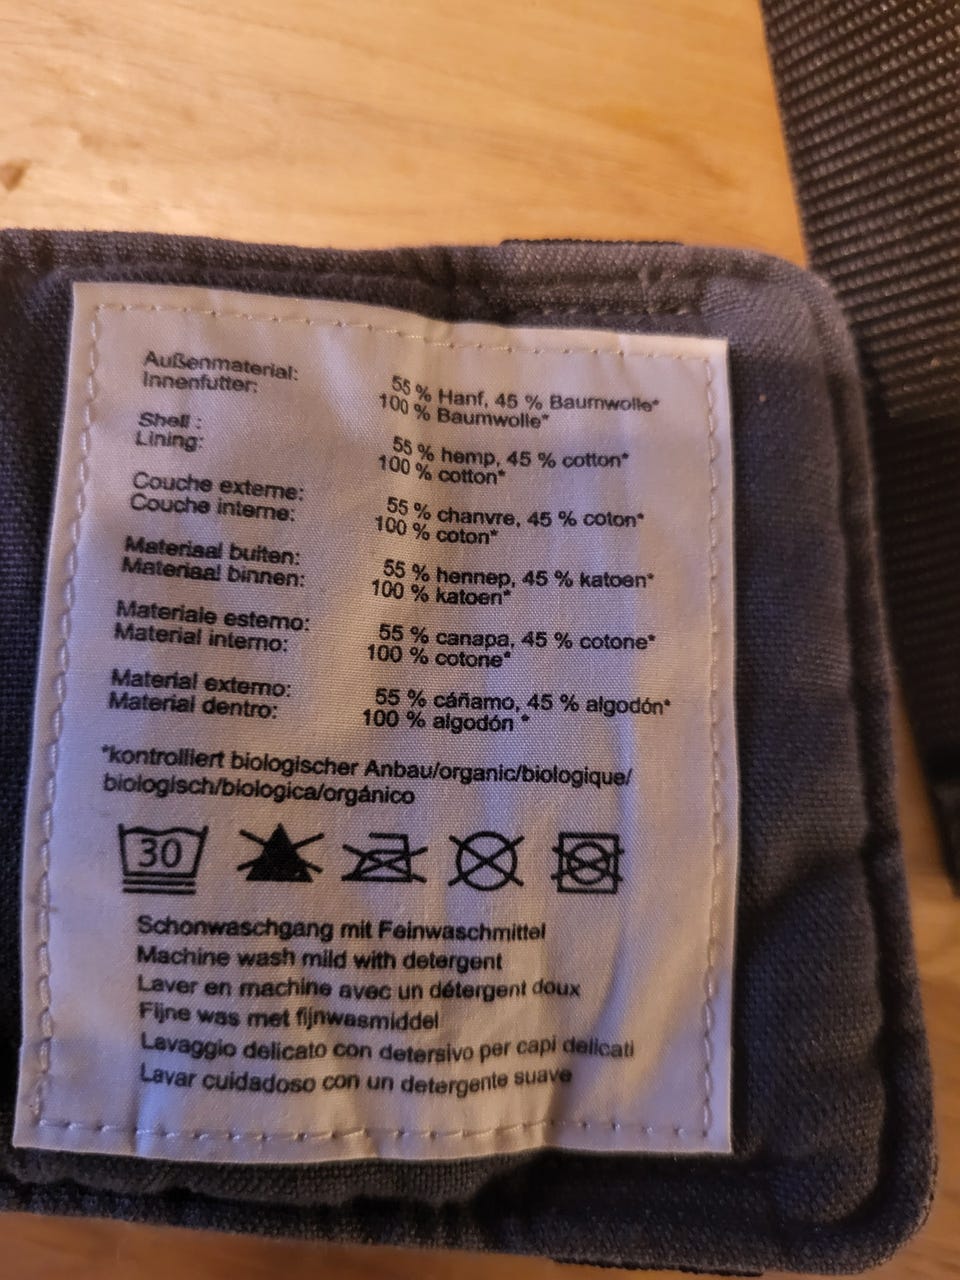 Außenmaterial: 55 % Hanf, 45 % Baumwolle*
Innenfutter: 100 % Baumwolle*
Shell : 55 % hemp, 45 % cotton*
Lining: 100 % cotton*
Couche externe: 55 % chanvre, 45 % coton*
Couche interne: 100 % coton*
Materiaal buiten: 55 % hennep, 45 % katoen*
Materiaal binnen: 100 % katoen*
Materiale esterno: 55 % canapa, 45 % cotone*
Material interno: 100 % cotone*
Material externo: 55 % cáñamo, 45 % algodón*
Material dentro: 100 % algodón *
*kontrolliert biologischer Anbau/organic/biologique/
biologisch/biologica/orgánico
30
Schonwaschgang mit Feinwaschmittel
Machine wash mild with detergent
Laver en machine avec un détergent doux
Fijne was met fijnwasmiddel
Lavaggio delicato con detersivo per capi delicati
Lavar cuidadoso con un detergente suave